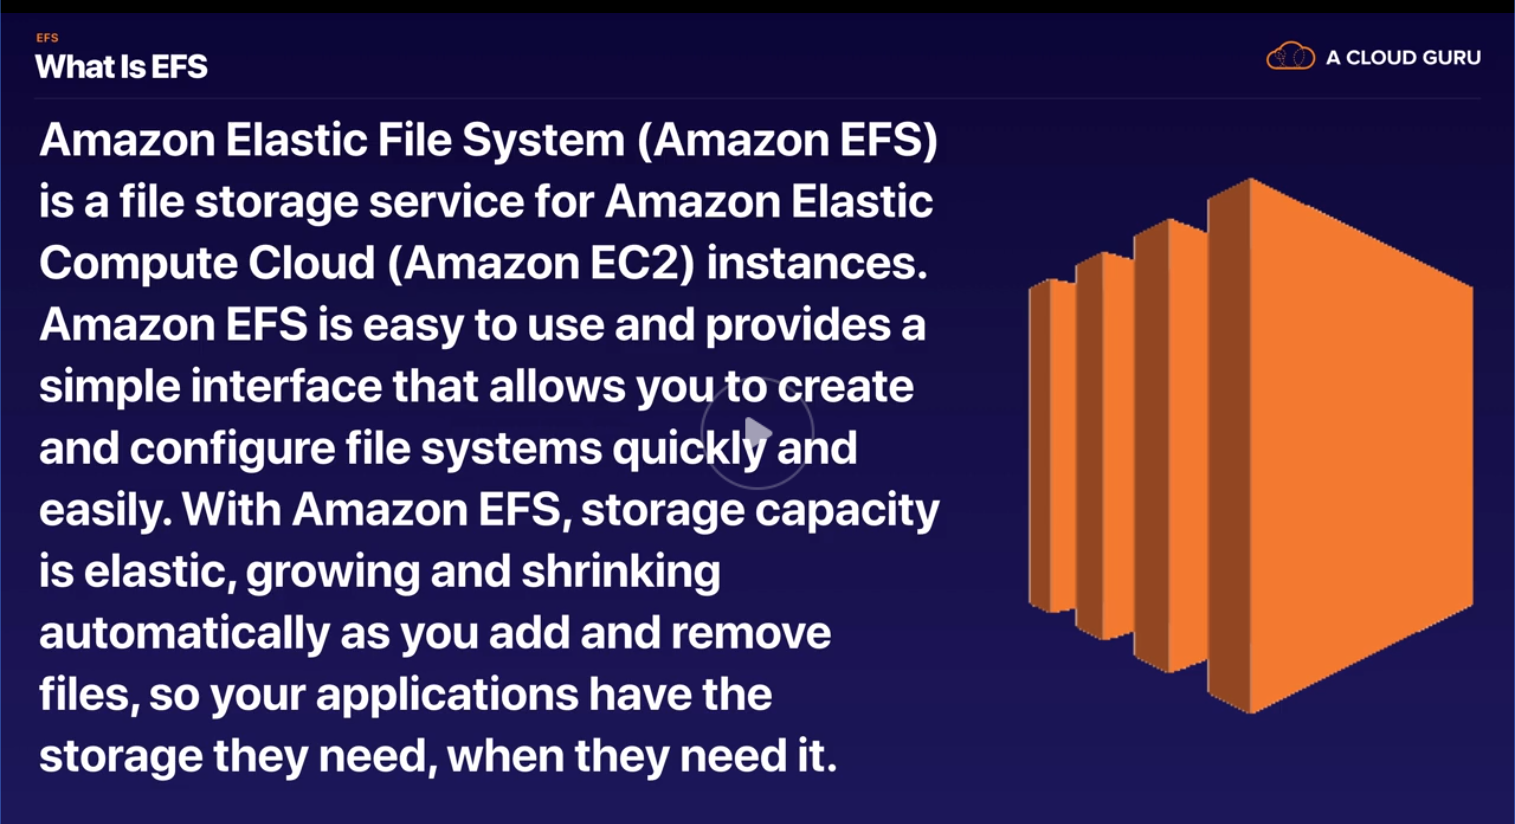 EFS
What Is EFS
A CLOUD GURU
Amazon Elastic File System (Amazon EFS)
is a file storage service for Amazon Elastic
Compute Cloud (Amazon EC2) instances.
Amazon EFS is easy to use and provides a
simple interface that allows you to create
and configure file systems quickly and
easily. With Amazon EFS, storage capacity
is elastic, growing and shrinking
automatically as you add and remove
files, so your applications have the
storage they need, when they need it.